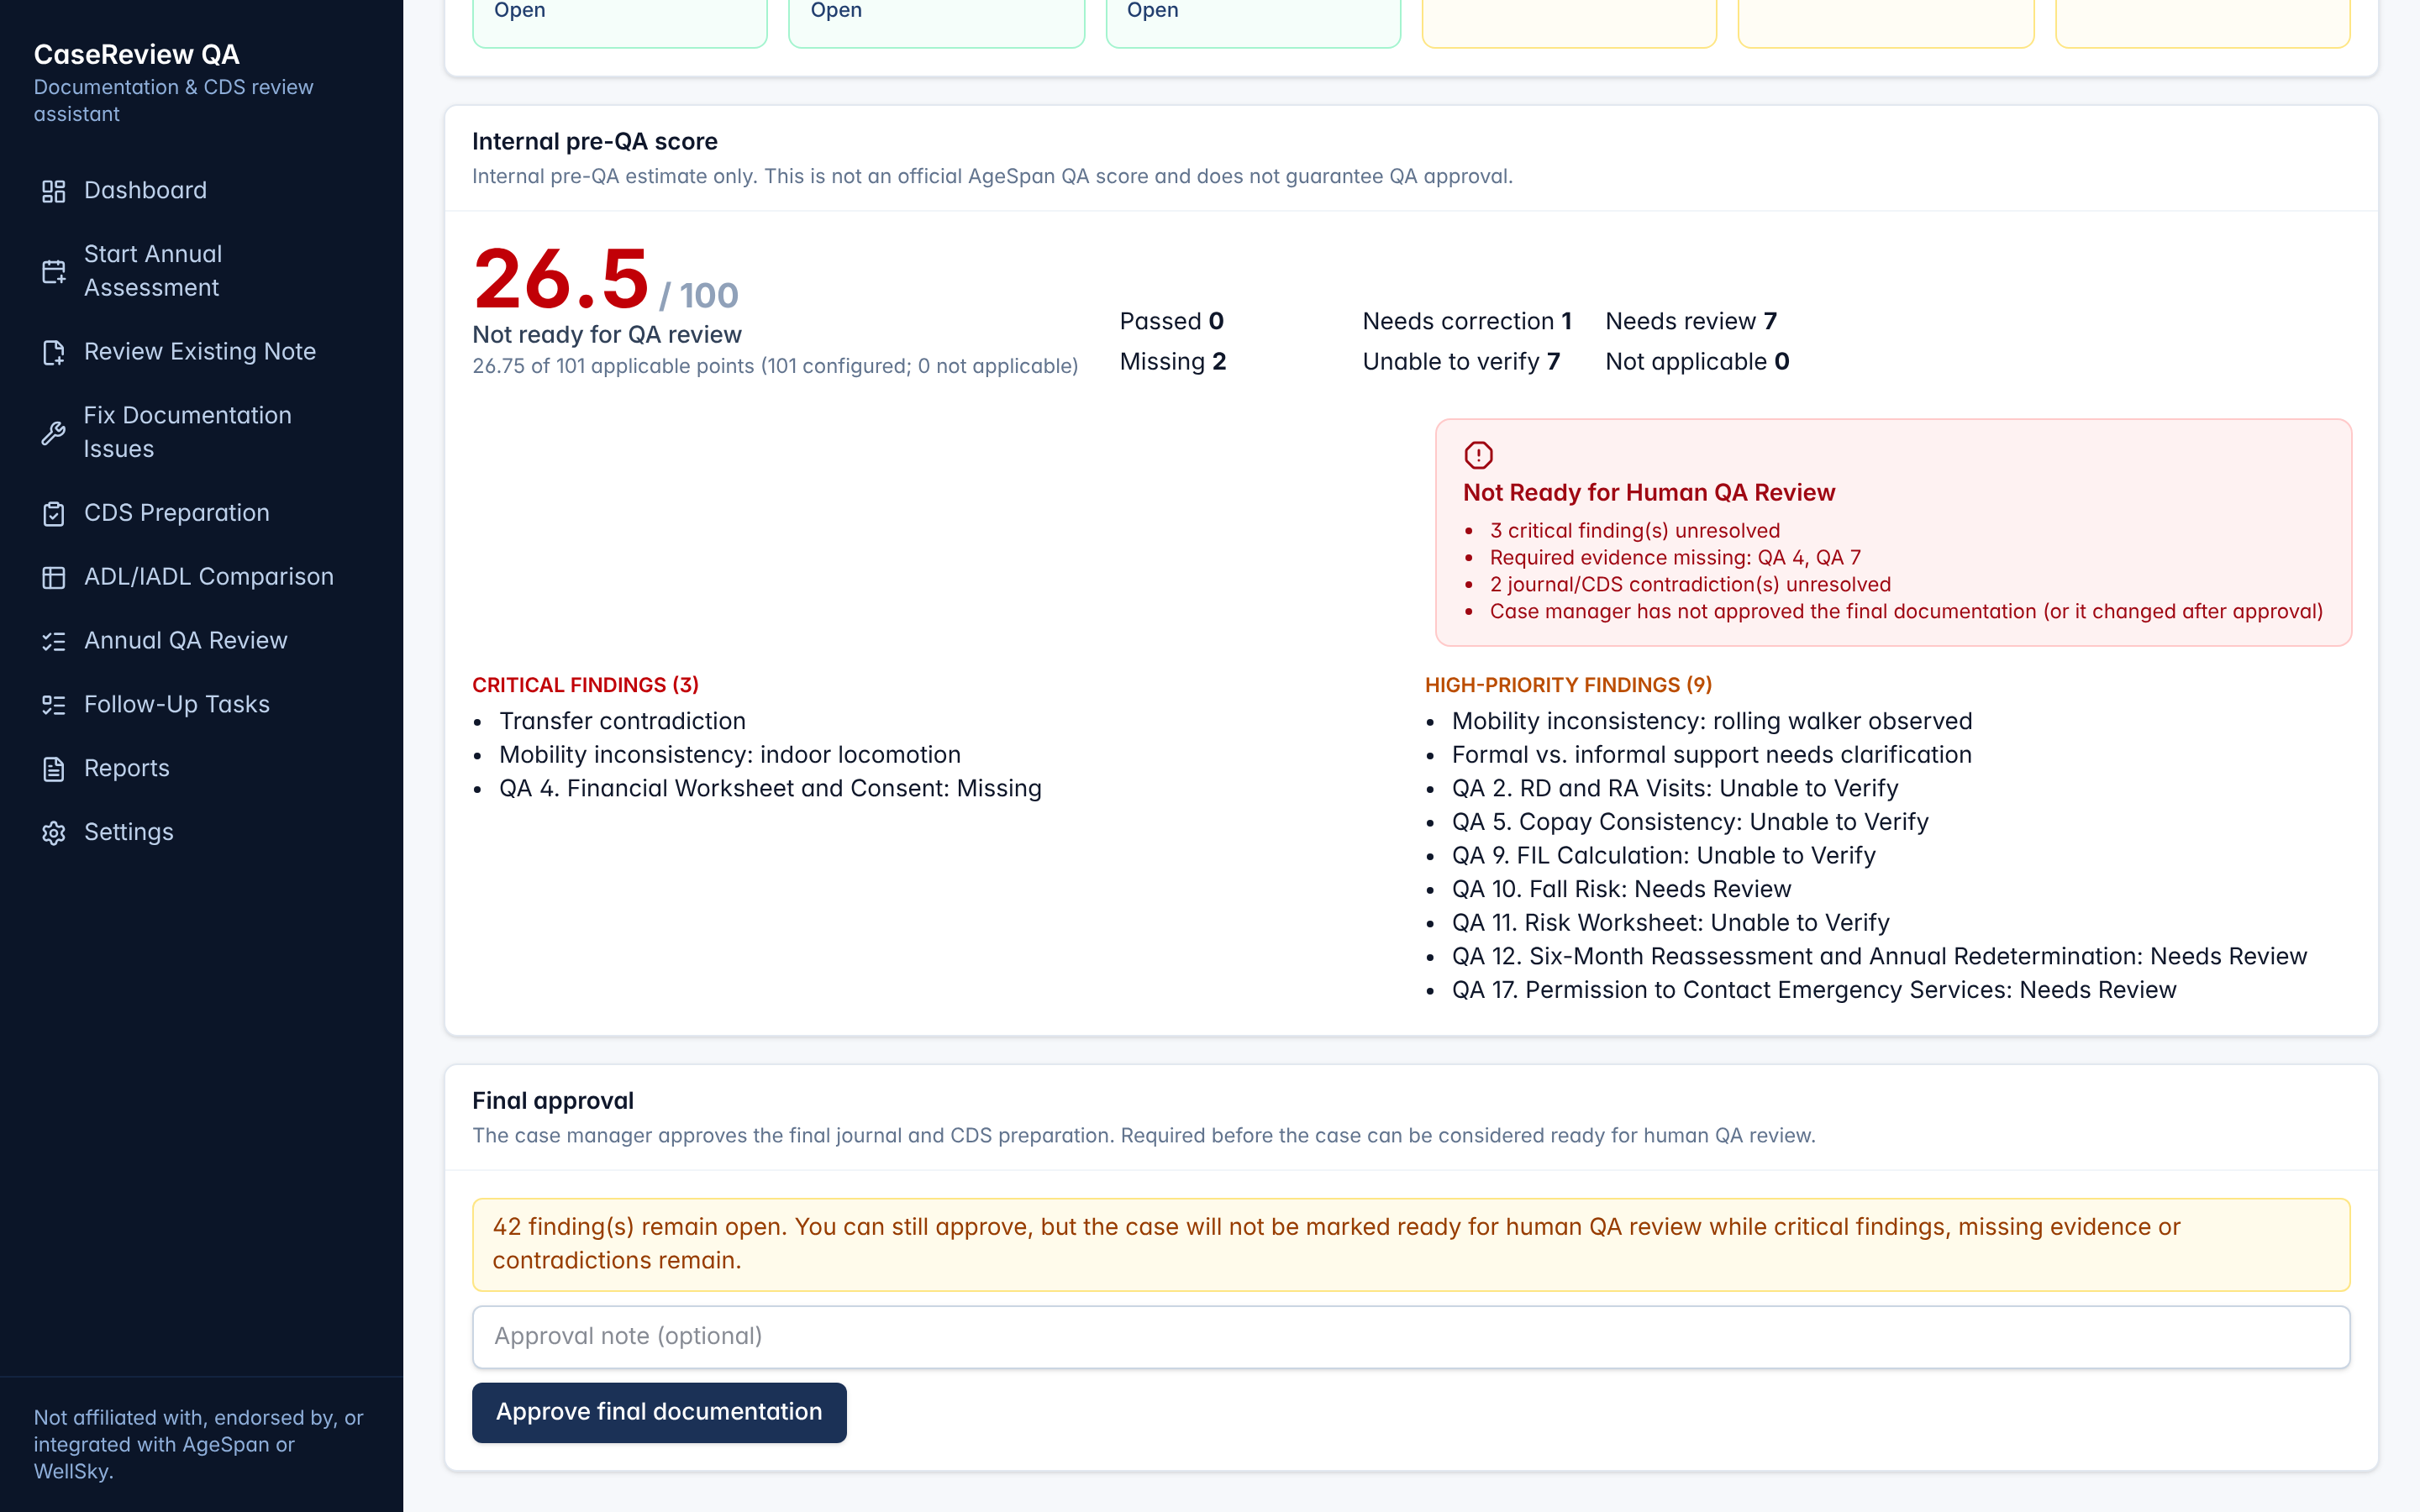 CaseReview QA
Documentation & CDS review
assistant
Dashboard
Start Annual
Assessment
Review Existing Note
Fix Documentation
Issues
CDS Preparation
ADL/IADL Comparison
Annual QA Review
Follow-Up Tasks
Reports
Settings
Not affiliated with, endorsed by, or
integrated with AgeSpan or
WellSky.
Open
Open
Open
Internal pre-QA score
Internal pre-QA estimate only. This is not an official AgeSpan QA score and does not guarantee QA approval.
26.5 / 100
Not ready for QA review
26.75 of 101 applicable points (101 configured; 0 not applicable)
Passed 0
Needs correction 1
Needs review 7
Missing 2
Unable to verify 7
Not applicable 0
Not Ready for Human QA Review
• 3 critical finding(s) unresolved
• Required evidence missing: QA 4, QA 7
• 2 journal/CDS contradiction(s) unresolved
• Case manager has not approved the final documentation (or it changed after approval)
CRITICAL FINDINGS (3)
• Transfer contradiction
• Mobility inconsistency: indoor locomotion
• QA 4. Financial Worksheet and Consent: Missing
HIGH-PRIORITY FINDINGS (9)
• Mobility inconsistency: rolling walker observed
• Formal vs. informal support needs clarification
• QA 2. RD and RA Visits: Unable to Verify
• QA 5. Copay Consistency: Unable to Verify
• QA 9. FIL Calculation: Unable to Verify
• QA 10. Fall Risk: Needs Review
• QA 11. Risk Worksheet: Unable to Verify
• QA 12. Six-Month Reassessment and Annual Redetermination: Needs Review
• QA 17. Permission to Contact Emergency Services: Needs Review
Final approval
The case manager approves the final journal and CDS preparation. Required before the case can be considered ready for human QA review.
42 finding(s) remain open. You can still approve, but the case will not be marked ready for human QA review while critical findings, missing evidence or
contradictions remain.
Approval note (optional)
Approve final documentation